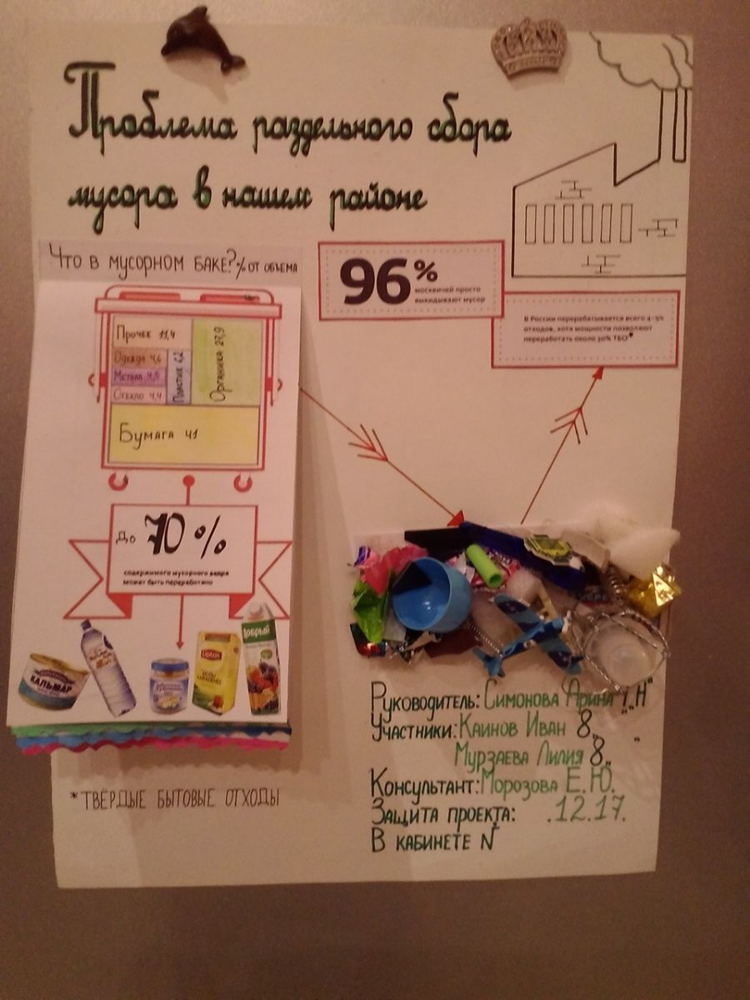 Проблема раздельного сбора
мусора в нашем районе
Что в мусорном баке? % от объема
96%
москвичей просто
выкидывают мусор
В России перерабатывается всего 4-5%
отходов, хотя мощности позволяют
переработать около 30% ТБО*
Прочее 11,4
Одежда 4,6
Металл 4,5
Стекло 4,4
Пластик 6,2
Органика 27,9
Бумага 41
До 70%
содержимого мусорного ведра
может быть переработано
КАЛЬМАР
Lipton
Добрый
Руководитель: Симонова Арина 7 „Н"
Участники: Каинов Иван 8„
Мурзаева Лилия 8„
Консультант: Морозова Е.Ю.
Защита проекта: .12.17.
В кабинете N
*ТВЁРДЫЕ БЫТОВЫЕ ОТХОДЫ